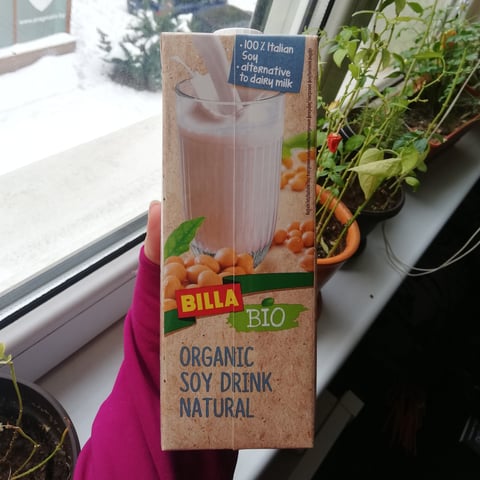 • 100% Italian
Soy
• alternative
to dairy milk
BILLA
BIO
ORGANIC
SOY DRINK
NATURAL